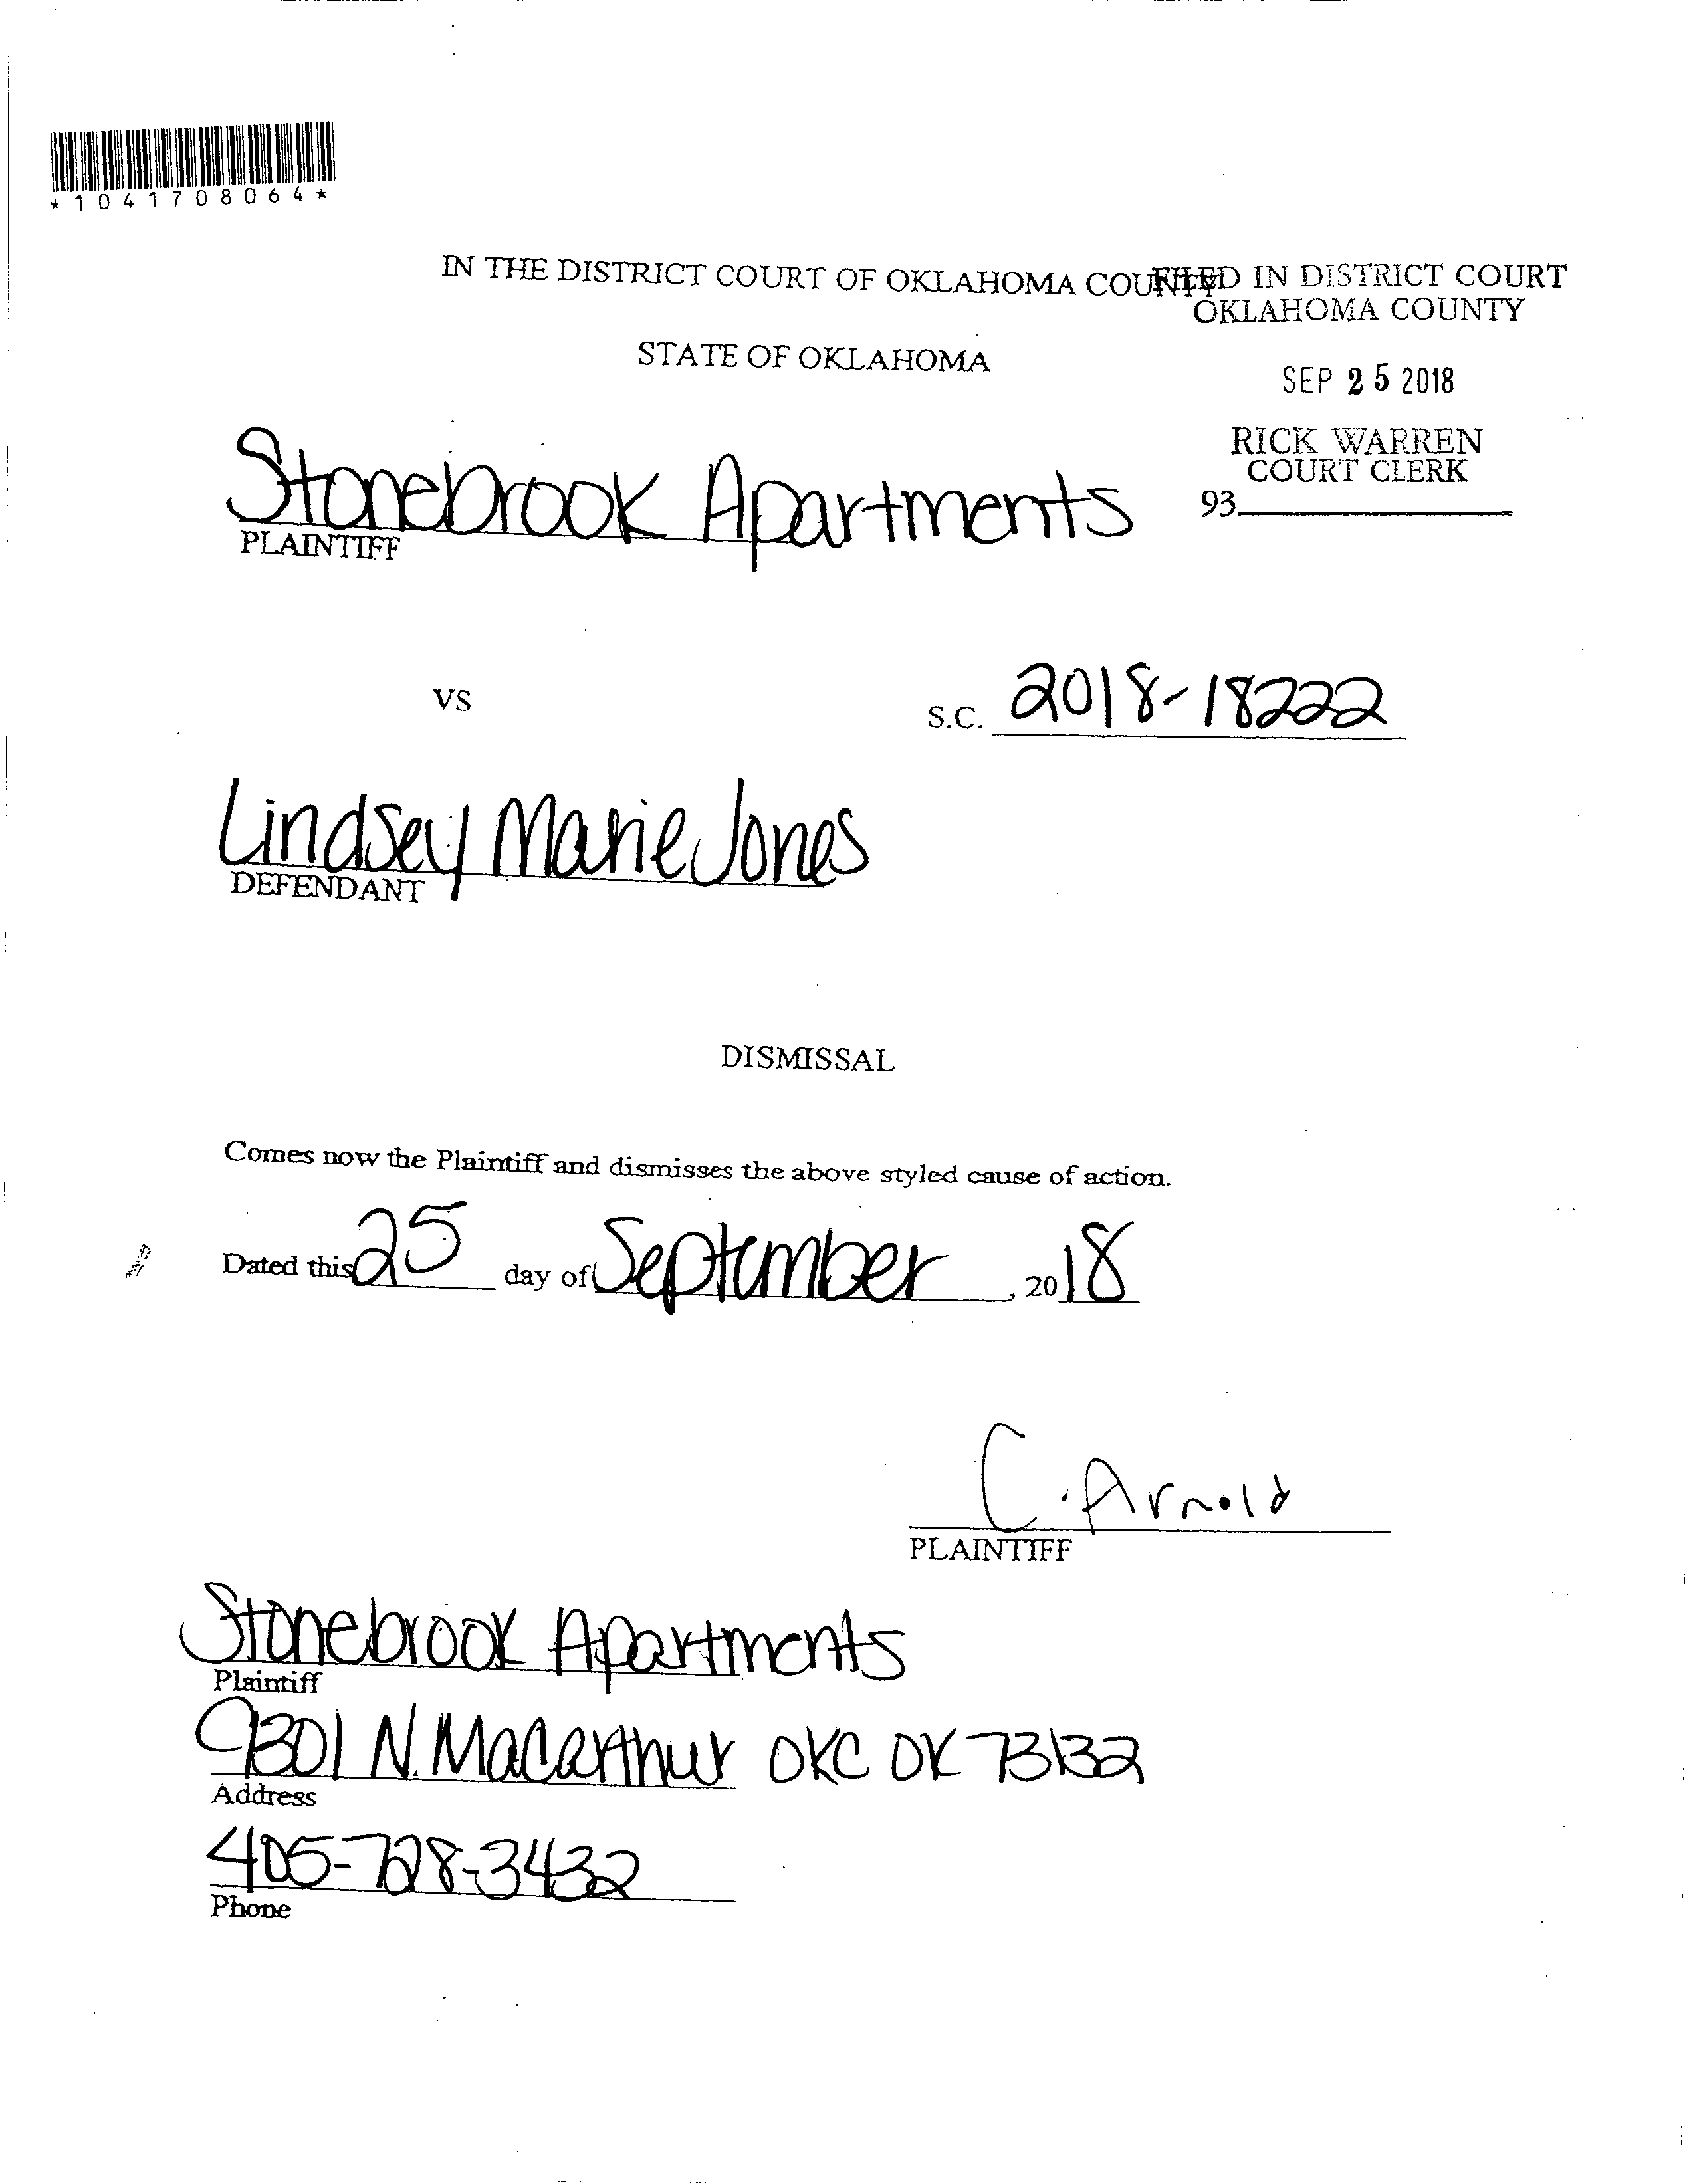 *1041708064*
IN THE DISTRICT COURT OF OKLAHOMA COUNTY
FILED IN DISTRICT COURT
OKLAHOMA COUNTY
STATE OF OKLAHOMA
SEP 25 2018
RICK WARREN
COURT CLERK
93
Stonebrook Apartments
PLAINTIFF
VS
S.C. 2018-18222
Lindsey Marie Jones
DEFENDANT
DISMISSAL
Comes now the Plaintiff and dismisses the above styled cause of action.
Dated this 25 day of September, 2018
C. Arnold
PLAINTIFF
Stonebrook Apartments
Plaintiff
9301 N. Macarthur OKC OK 73132
Address
405-728-3432
Phone